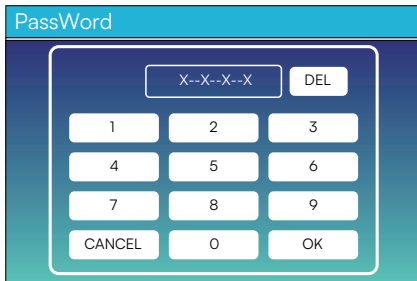 PassWord
X--X--X--X DEL
1 2 3
4 5 6
7 8 9
CANCEL 0 OK